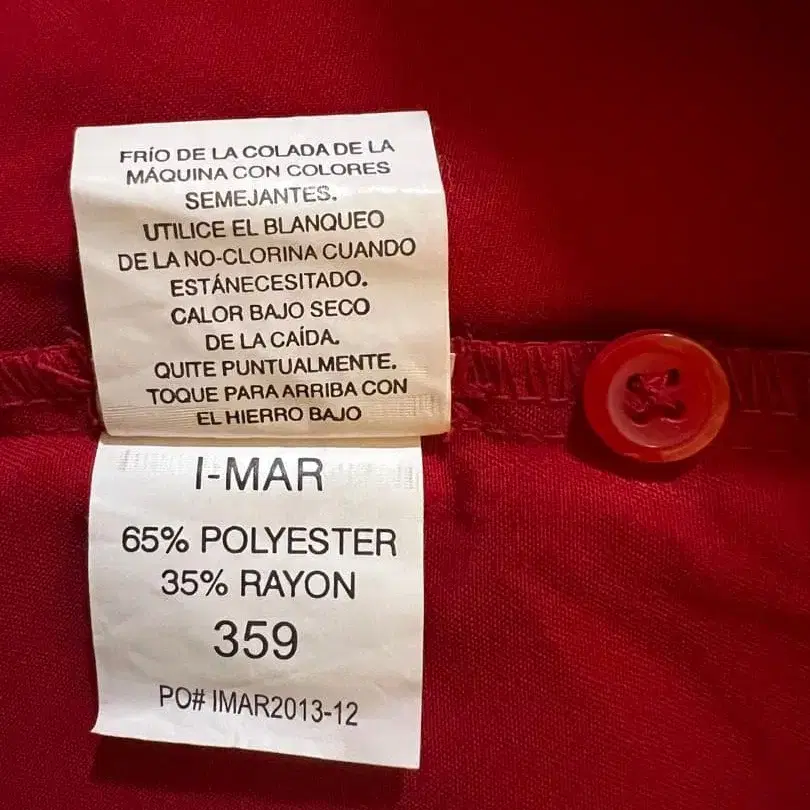 FRÍO DE LA COLADA DE LA
MÁQUINA CON COLORES
SEMEJANTES.
UTILICE EL BLANQUEO
DE LA NO-CLORINA CUANDO
ESTÁNECESITADO.
CALOR BAJO SECO
DE LA CAÍDA.
QUITE PUNTUALMENTE.
TOQUE PARA ARRIBA CON
EL HIERRO BAJO
I-MAR
65% POLYESTER
35% RAYON
359
PO# IMAR2013-12